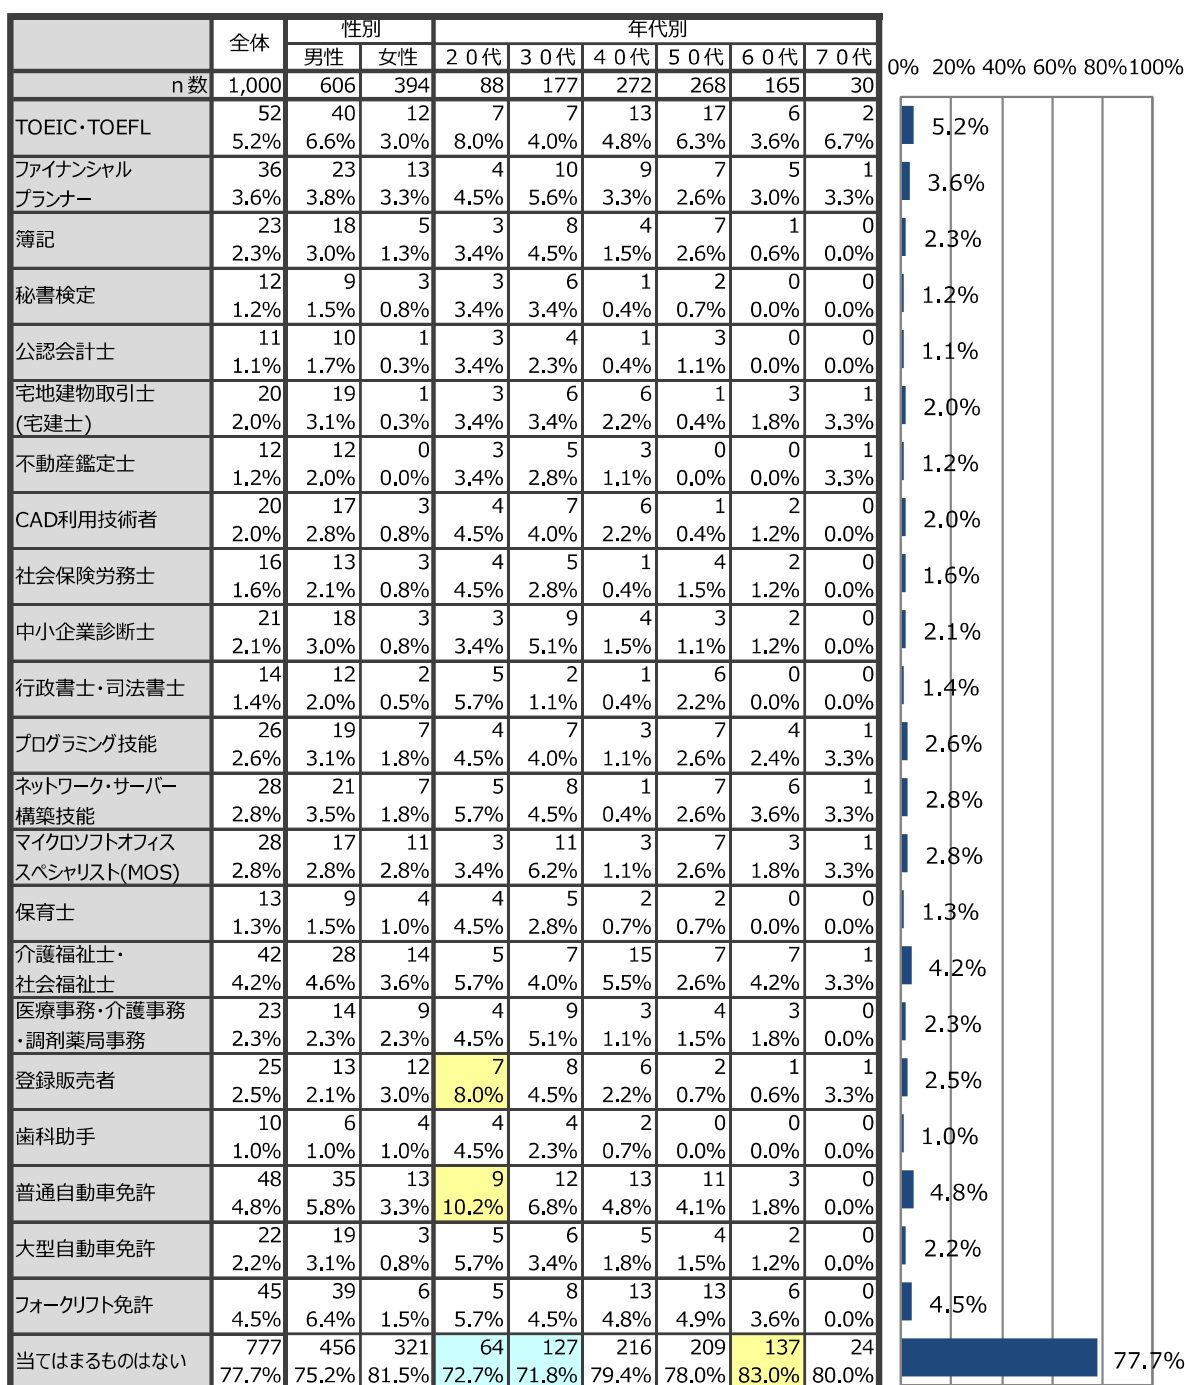 全体 性別 年代別
男性 女性 ２０代 ３０代 ４０代 ５０代 ６０代 ７０代
n数 1,000 606 394 88 177 272 268 165 30
0% 20% 40% 60% 80% 100%
TOEIC・TOEFL 52 40 12 7 7 13 17 6 2
5.2% 6.6% 3.0% 8.0% 4.0% 4.8% 6.3% 3.6% 6.7% 5.2%
ファイナンシャル 36 23 13 4 10 9 7 5 1
プランナー 3.6% 3.8% 3.3% 4.5% 5.6% 3.3% 2.6% 3.0% 3.3% 3.6%
簿記 23 18 5 3 8 4 7 1 0
2.3% 3.0% 1.3% 3.4% 4.5% 1.5% 2.6% 0.6% 0.0% 2.3%
秘書検定 12 9 3 3 6 1 2 0 0
1.2% 1.5% 0.8% 3.4% 3.4% 0.4% 0.7% 0.0% 0.0% 1.2%
公認会計士 11 10 1 3 4 1 3 0 0
1.1% 1.7% 0.3% 3.4% 2.3% 0.4% 1.1% 0.0% 0.0% 1.1%
宅地建物取引士 20 19 1 3 6 6 1 3 1
(宅建士) 2.0% 3.1% 0.3% 3.4% 3.4% 2.2% 0.4% 1.8% 3.3% 2.0%
不動産鑑定士 12 12 0 3 5 3 0 0 1
1.2% 2.0% 0.0% 3.4% 2.8% 1.1% 0.0% 0.0% 3.3% 1.2%
CAD利用技術者 20 17 3 4 7 6 1 2 0
2.0% 2.8% 0.8% 4.5% 4.0% 2.2% 0.4% 1.2% 0.0% 2.0%
社会保険労務士 16 13 3 4 5 1 4 2 0
1.6% 2.1% 0.8% 4.5% 2.8% 0.4% 1.5% 1.2% 0.0% 1.6%
中小企業診断士 21 18 3 3 9 4 3 2 0
2.1% 3.0% 0.8% 3.4% 5.1% 1.5% 1.1% 1.2% 0.0% 2.1%
行政書士・司法書士 14 12 2 5 2 1 6 0 0
1.4% 2.0% 0.5% 5.7% 1.1% 0.4% 2.2% 0.0% 0.0% 1.4%
プログラミング技能 26 19 7 4 7 3 7 4 1
2.6% 3.1% 1.8% 4.5% 4.0% 1.1% 2.6% 2.4% 3.3% 2.6%
ネットワーク・サーバー 28 21 7 5 8 1 7 6 1
構築技能 2.8% 3.5% 1.8% 5.7% 4.5% 0.4% 2.6% 3.6% 3.3% 2.8%
マイクロソフトオフィス 28 17 11 3 11 3 7 3 1
スペシャリスト(MOS) 2.8% 2.8% 2.8% 3.4% 6.2% 1.1% 2.6% 1.8% 3.3% 2.8%
保育士 13 9 4 4 5 2 2 0 0
1.3% 1.5% 1.0% 4.5% 2.8% 0.7% 0.7% 0.0% 0.0% 1.3%
介護福祉士・ 42 28 14 5 7 15 7 7 1
社会福祉士 4.2% 4.6% 3.6% 5.7% 4.0% 5.5% 2.6% 4.2% 3.3% 4.2%
医療事務・介護事務 23 14 9 4 9 3 4 3 0
・調剤薬局事務 2.3% 2.3% 2.3% 4.5% 5.1% 1.1% 1.5% 1.8% 0.0% 2.3%
登録販売者 25 13 12 7 8 6 2 1 1
2.5% 2.1% 3.0% 8.0% 4.5% 2.2% 0.7% 0.6% 3.3% 2.5%
歯科助手 10 6 4 4 4 2 0 0 0
1.0% 1.0% 1.0% 4.5% 2.3% 0.7% 0.0% 0.0% 0.0% 1.0%
普通自動車免許 48 35 13 9 12 13 11 3 0
4.8% 5.8% 3.3% 10.2% 6.8% 4.8% 4.1% 1.8% 0.0% 4.8%
大型自動車免許 22 19 3 5 6 5 4 2 0
2.2% 3.1% 0.8% 5.7% 3.4% 1.8% 1.5% 1.2% 0.0% 2.2%
フォークリフト免許 45 39 6 5 8 13 13 6 0
4.5% 6.4% 1.5% 5.7% 4.5% 4.8% 4.9% 3.6% 0.0% 4.5%
当てはまるものはない 777 456 321 64 127 216 209 137 24
77.7% 75.2% 81.5% 72.7% 71.8% 79.4% 78.0% 83.0% 80.0% 77.7%